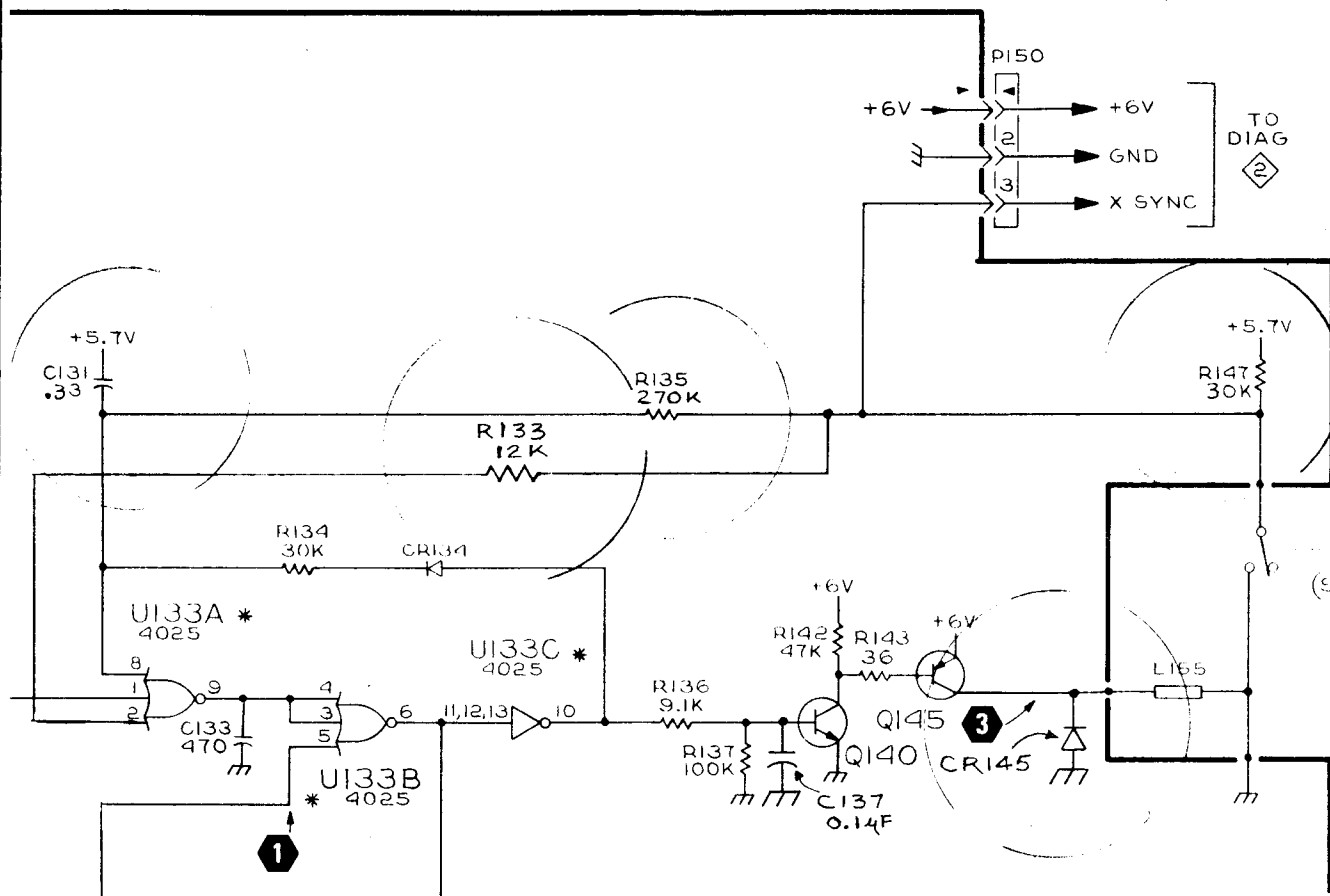 P150
+6V
+6V
2
GND
3
X SYNC
TO
DIAG
2
+5.7V
C131
.33
R135
270K
R133
12K
+5.7V
R147
30K
R134
30K
CR134
U133A *
4025
8
1
2
9
C133
470
4
3
5
6
U133B
* 4025
1
U133C *
4025
11,12,13
10
R136
9.1K
R137
100K
C137
0.1µF
+6V
R142
47K
R143
36
+6V
Q145
Q140
3
CR145
L155
(S